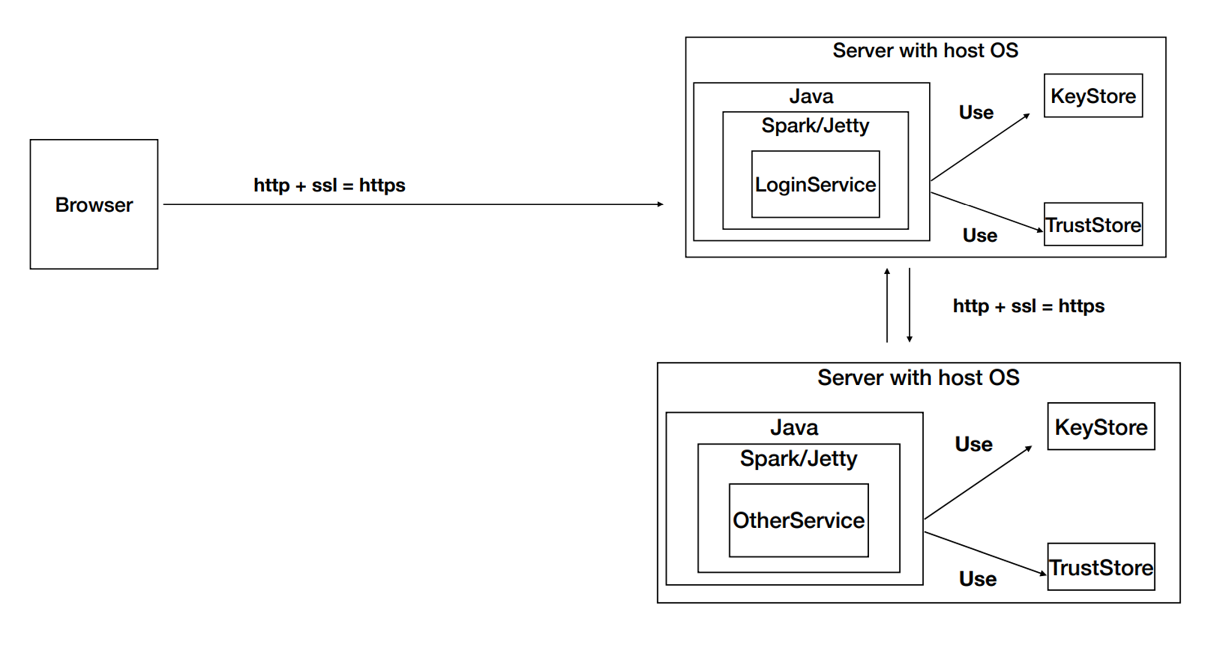 Server with host OS
Java
KeyStore
Use
Spark/Jetty
LoginService
http + ssl = https
Browser
TrustStore
Use
http + ssl = https
Server with host OS
Java
KeyStore
Use
Spark/Jetty
OtherService
TrustStore
Use